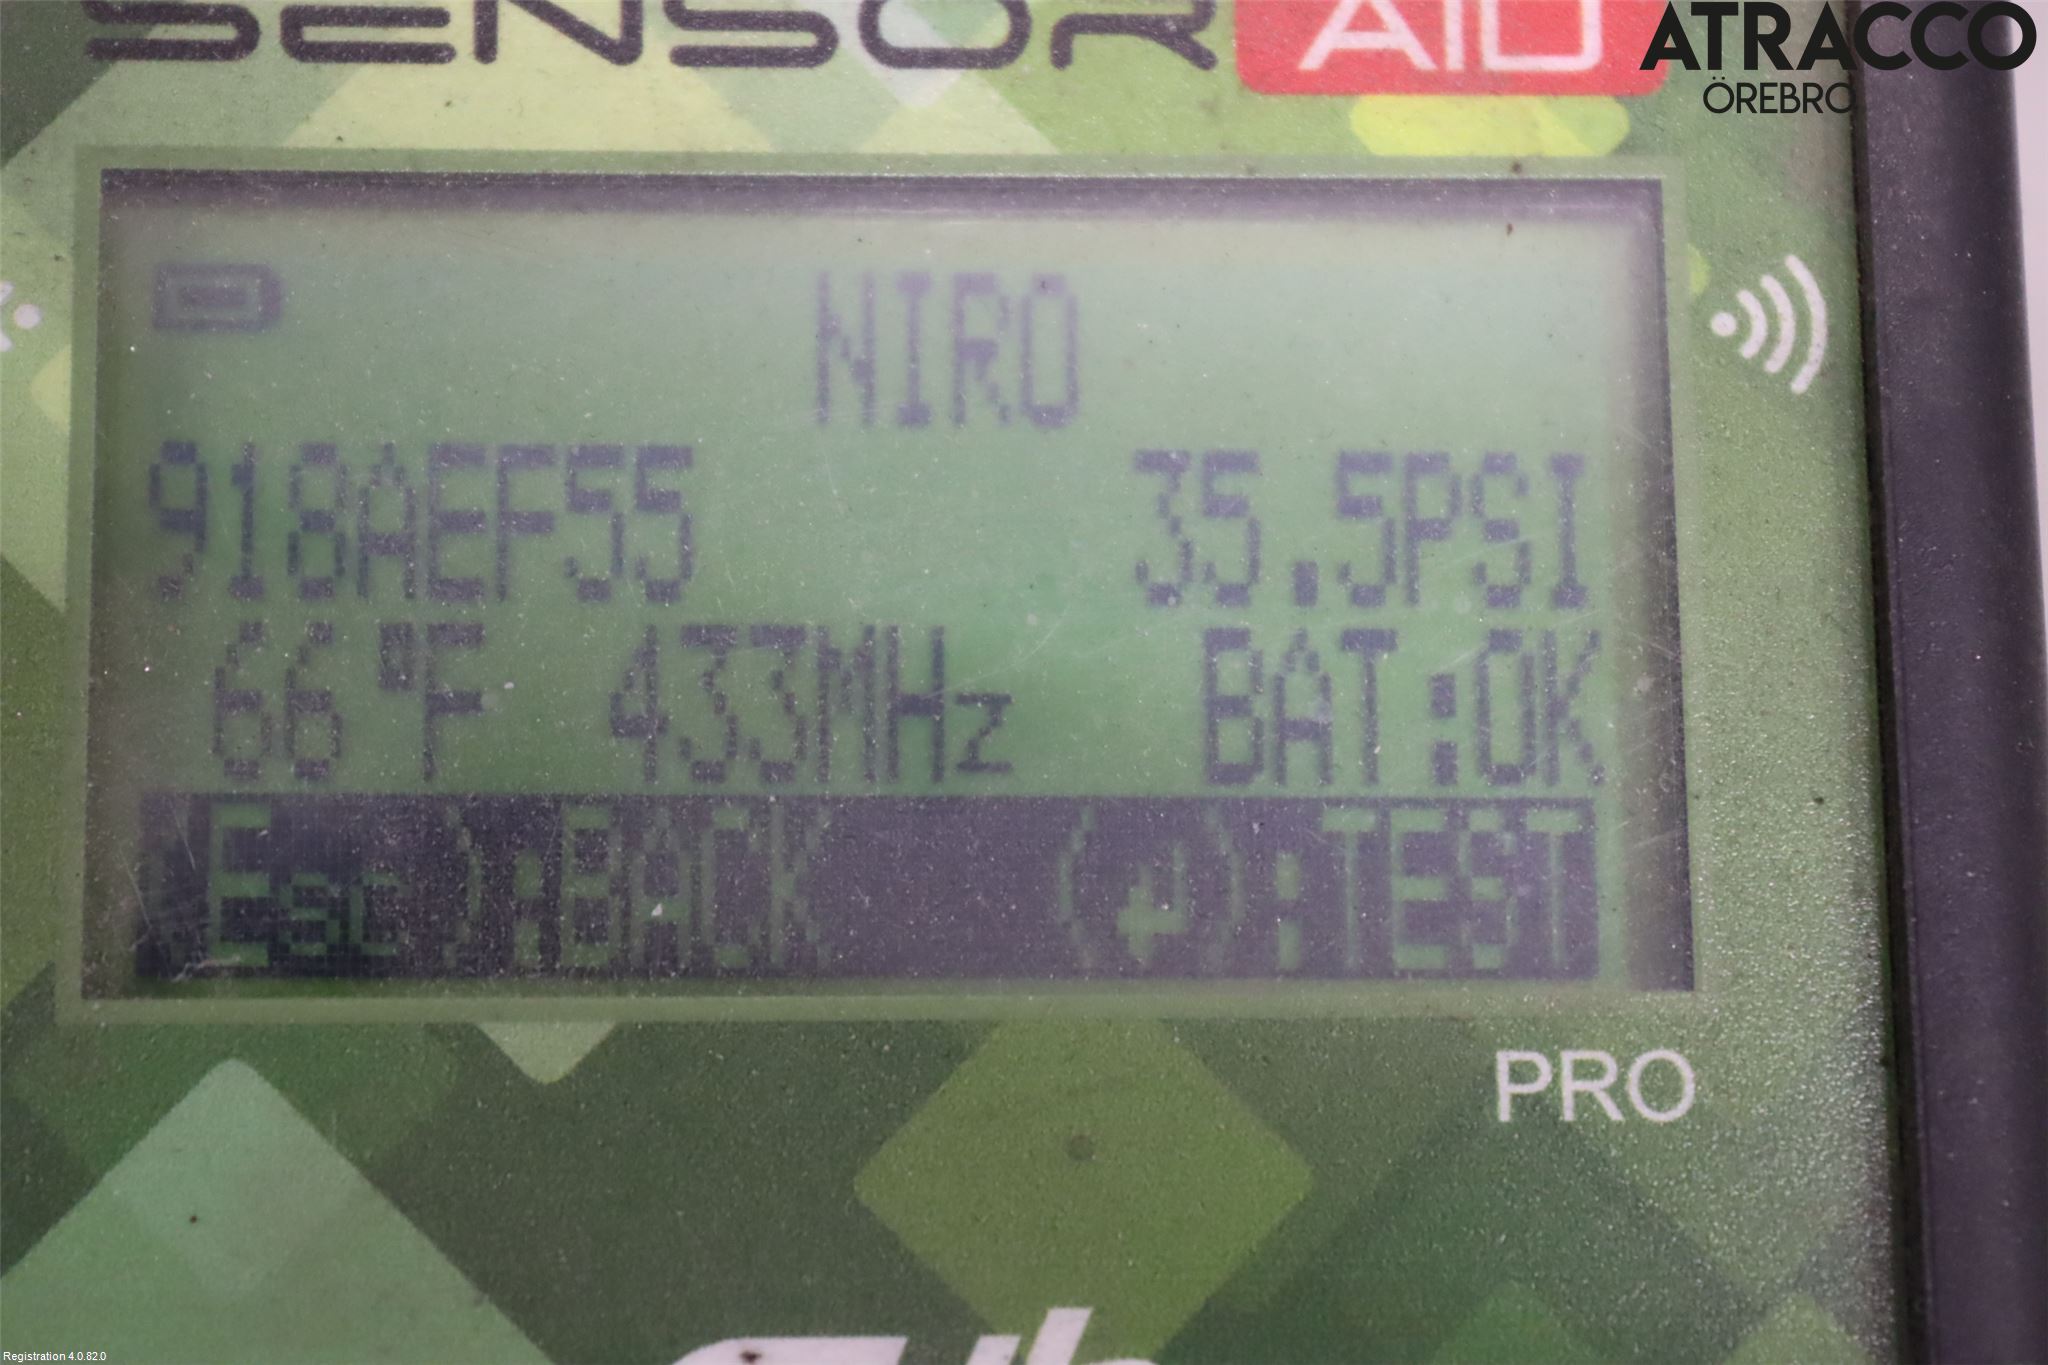 SENSOR AID
ATRACCO
ÖREBRO
NIRO
918AEF55 35.5PSI
66°F 433MHz BAT:OK
(Esc):BACK (↵):TEST
PRO
Registration 4.0.82.0